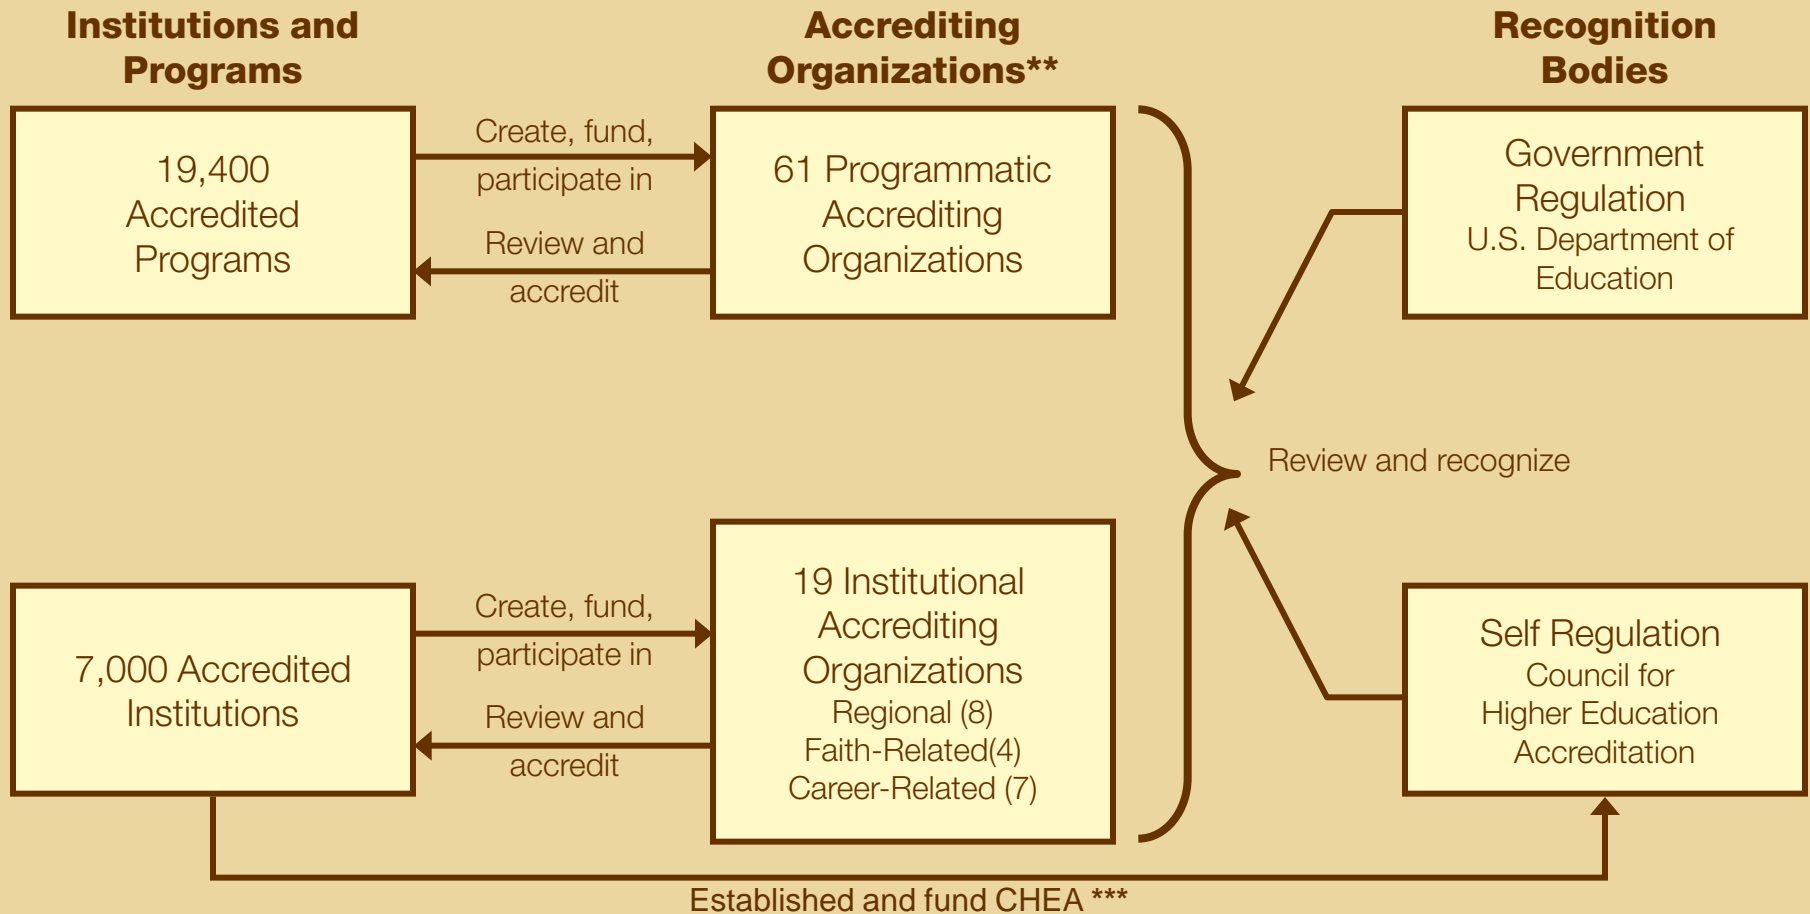 Institutions and
Programs
Accrediting
Organizations**
Recognition
Bodies
19,400
Accredited
Programs
Create, fund,
participate in
Review and
accredit
61 Programmatic
Accrediting
Organizations
Government
Regulation
U.S. Department of
Education
Review and recognize
7,000 Accredited
Institutions
Create, fund,
participate in
Review and
accredit
19 Institutional
Accrediting
Organizations
Regional (8)
Faith-Related(4)
Career-Related (7)
Self Regulation
Council for
Higher Education
Accreditation
Established and fund CHEA ***